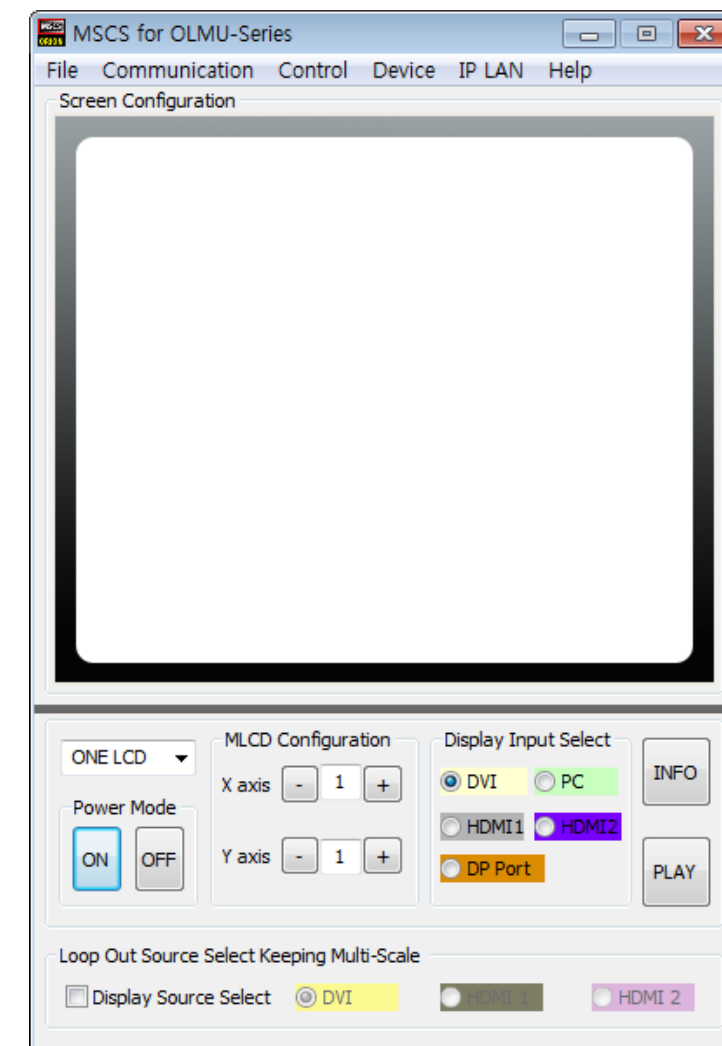 MSCS for OLMU-Series
File Communication Control Device IP LAN Help
Screen Configuration
ONE LCD
Power Mode
ON OFF
MLCD Configuration
X axis - 1 +
Y axis - 1 +
Display Input Select
DVI PC
HDMI1 HDMI2
DP Port
INFO
PLAY
Loop Out Source Select Keeping Multi-Scale
Display Source Select DVI HDMI 1 HDMI 2